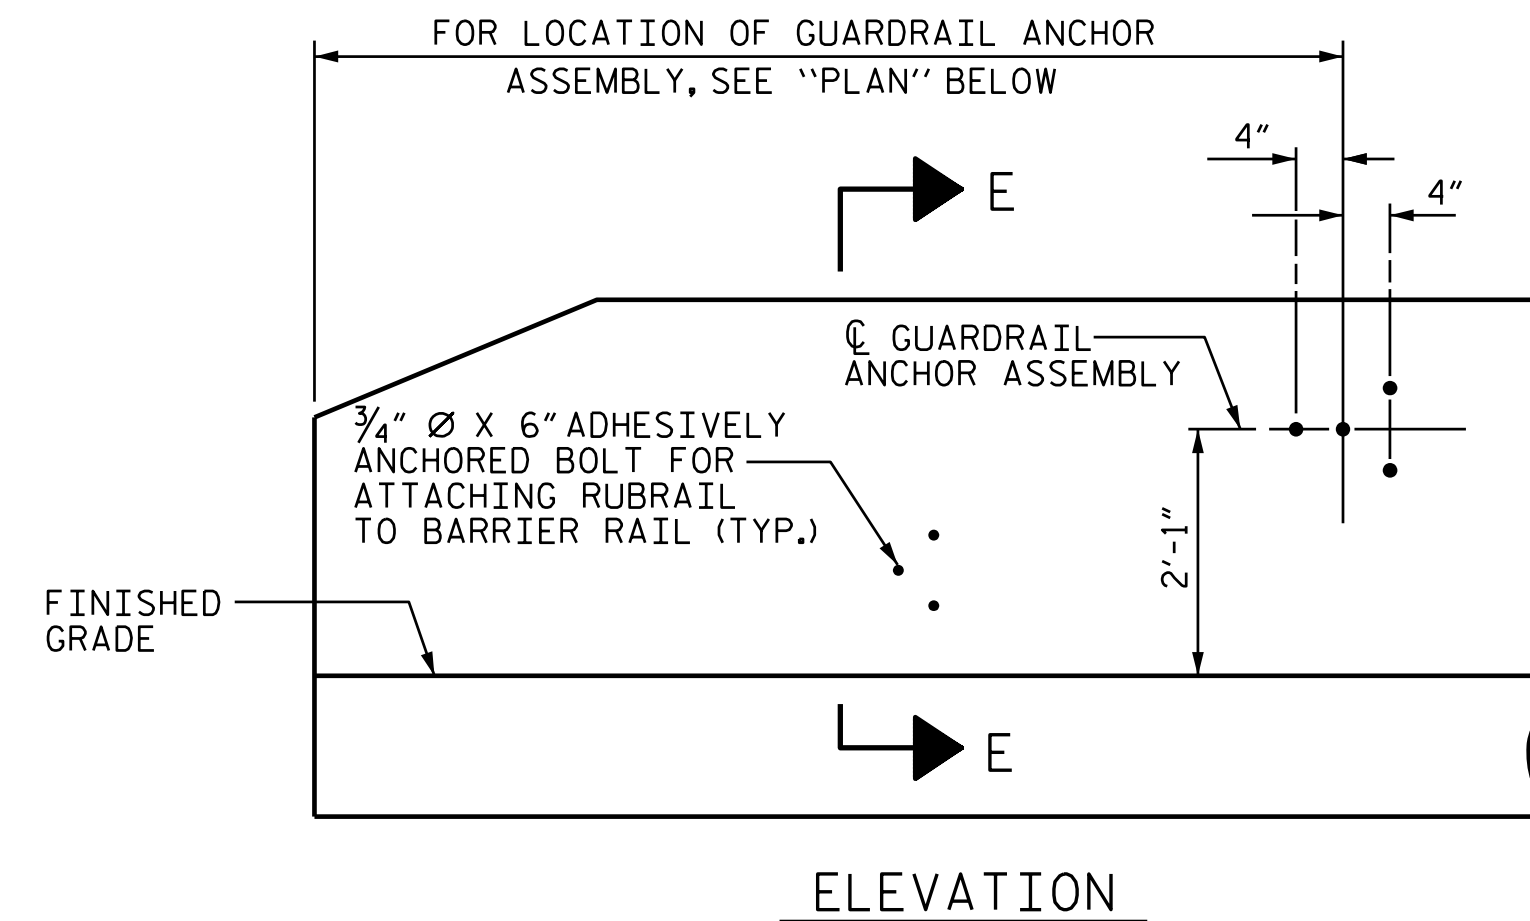 FOR LOCATION OF GUARDRAIL ANCHOR
ASSEMBLY, SEE ''PLAN'' BELOW
4"
E
4"
℄ GUARDRAIL
ANCHOR ASSEMBLY
3/4" Ø X 6" ADHESIVELY
ANCHORED BOLT FOR
ATTACHING RUBRAIL
TO BARRIER RAIL (TYP.)
2'-1"
FINISHED
GRADE
E
ELEVATION